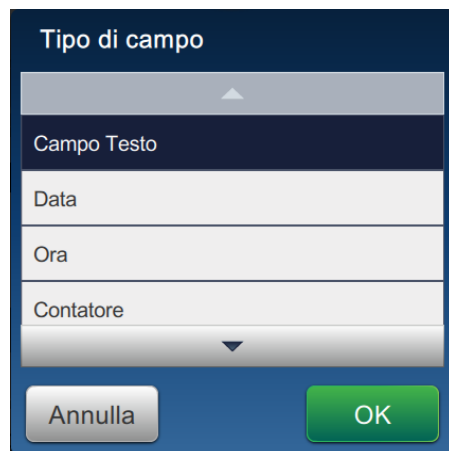 Tipo di campo
Campo Testo
Data
Ora
Contatore
Annulla
OK